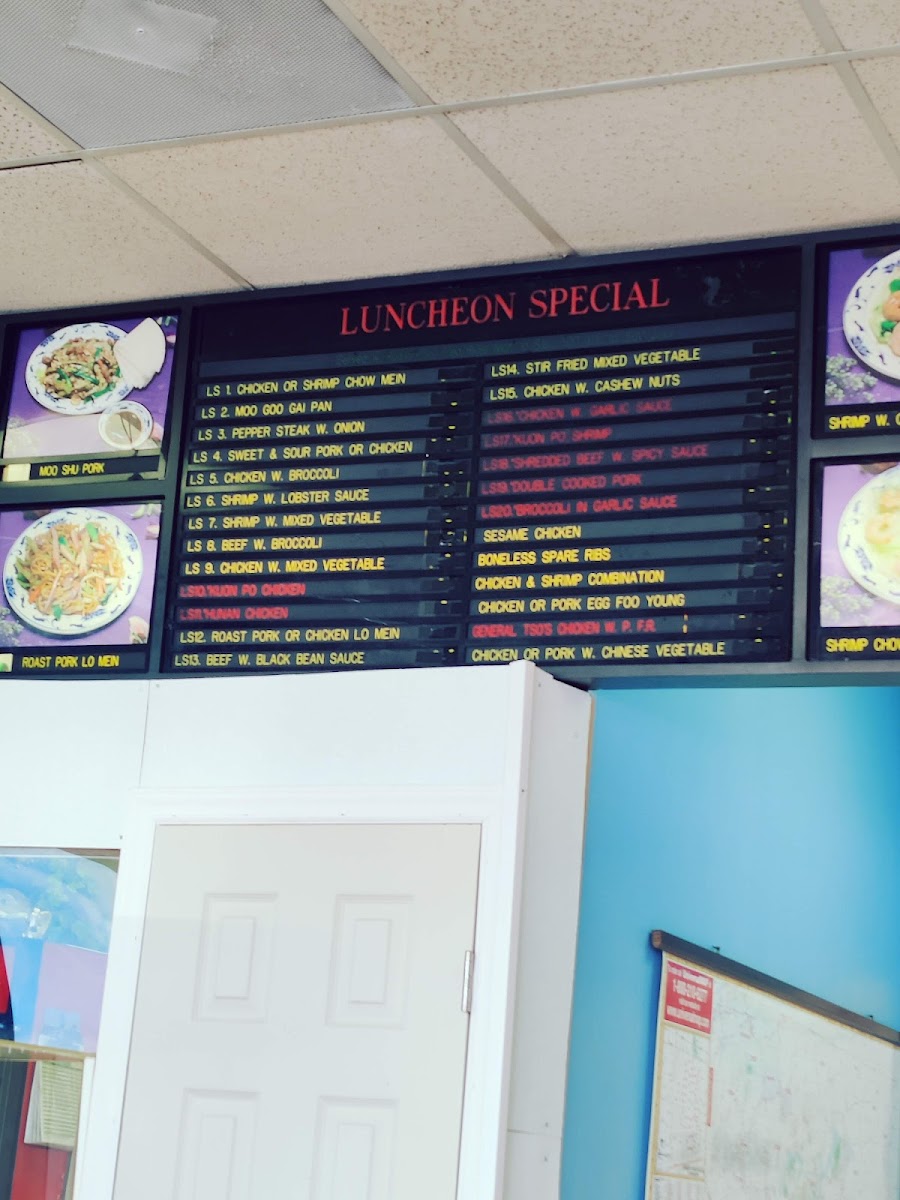 LUNCHEON SPECIAL
LS 1. CHICKEN OR SHRIMP CHOW MEIN
LS 2. MOO GOO GAI PAN
LS 3. PEPPER STEAK W. ONION
LS 4. SWEET & SOUR PORK OR CHICKEN
LS 5. CHICKEN W. BROCCOLI
LS 6. SHRIMP W. LOBSTER SAUCE
LS 7. SHRIMP W. MIXED VEGETABLE
LS 8. BEEF W. BROCCOLI
LS 9. CHICKEN W. MIXED VEGETABLE
LS10.*KUON PO CHICKEN
LS11.*HUNAN CHICKEN
LS12. ROAST PORK OR CHICKEN LO MEIN
LS13. BEEF W. BLACK BEAN SAUCE
LS14. STIR FRIED MIXED VEGETABLE
LS15. CHICKEN W. CASHEW NUTS
LS16.*CHICKEN W. GARLIC SAUCE
LS17.*KUON PO SHRIMP
LS18.*SHREDDED BEEF W. SPICY SAUCE
LS19.*DOUBLE COOKED PORK
LS20.*BROCCOLI IN GARLIC SAUCE
SESAME CHICKEN
BONELESS SPARE RIBS
CHICKEN & SHRIMP COMBINATION
CHICKEN OR PORK EGG FOO YOUNG
GENERAL TSO'S CHICKEN W. P. F.R.
CHICKEN OR PORK W. CHINESE VEGETABLE
MOO SHU PORK
ROAST PORK LO MEIN
SHRIMP W.
SHRIMP CHOW